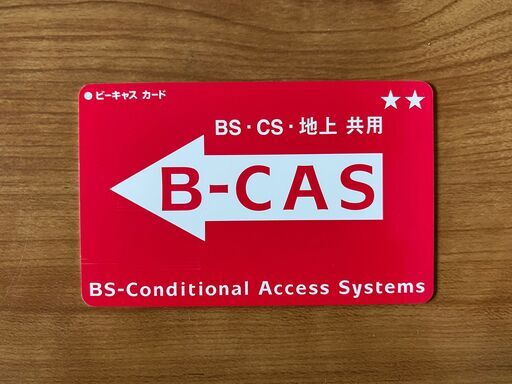 ● ビーキャス カード
★★
BS・CS・地上 共用
B-CAS
BS-Conditional Access Systems